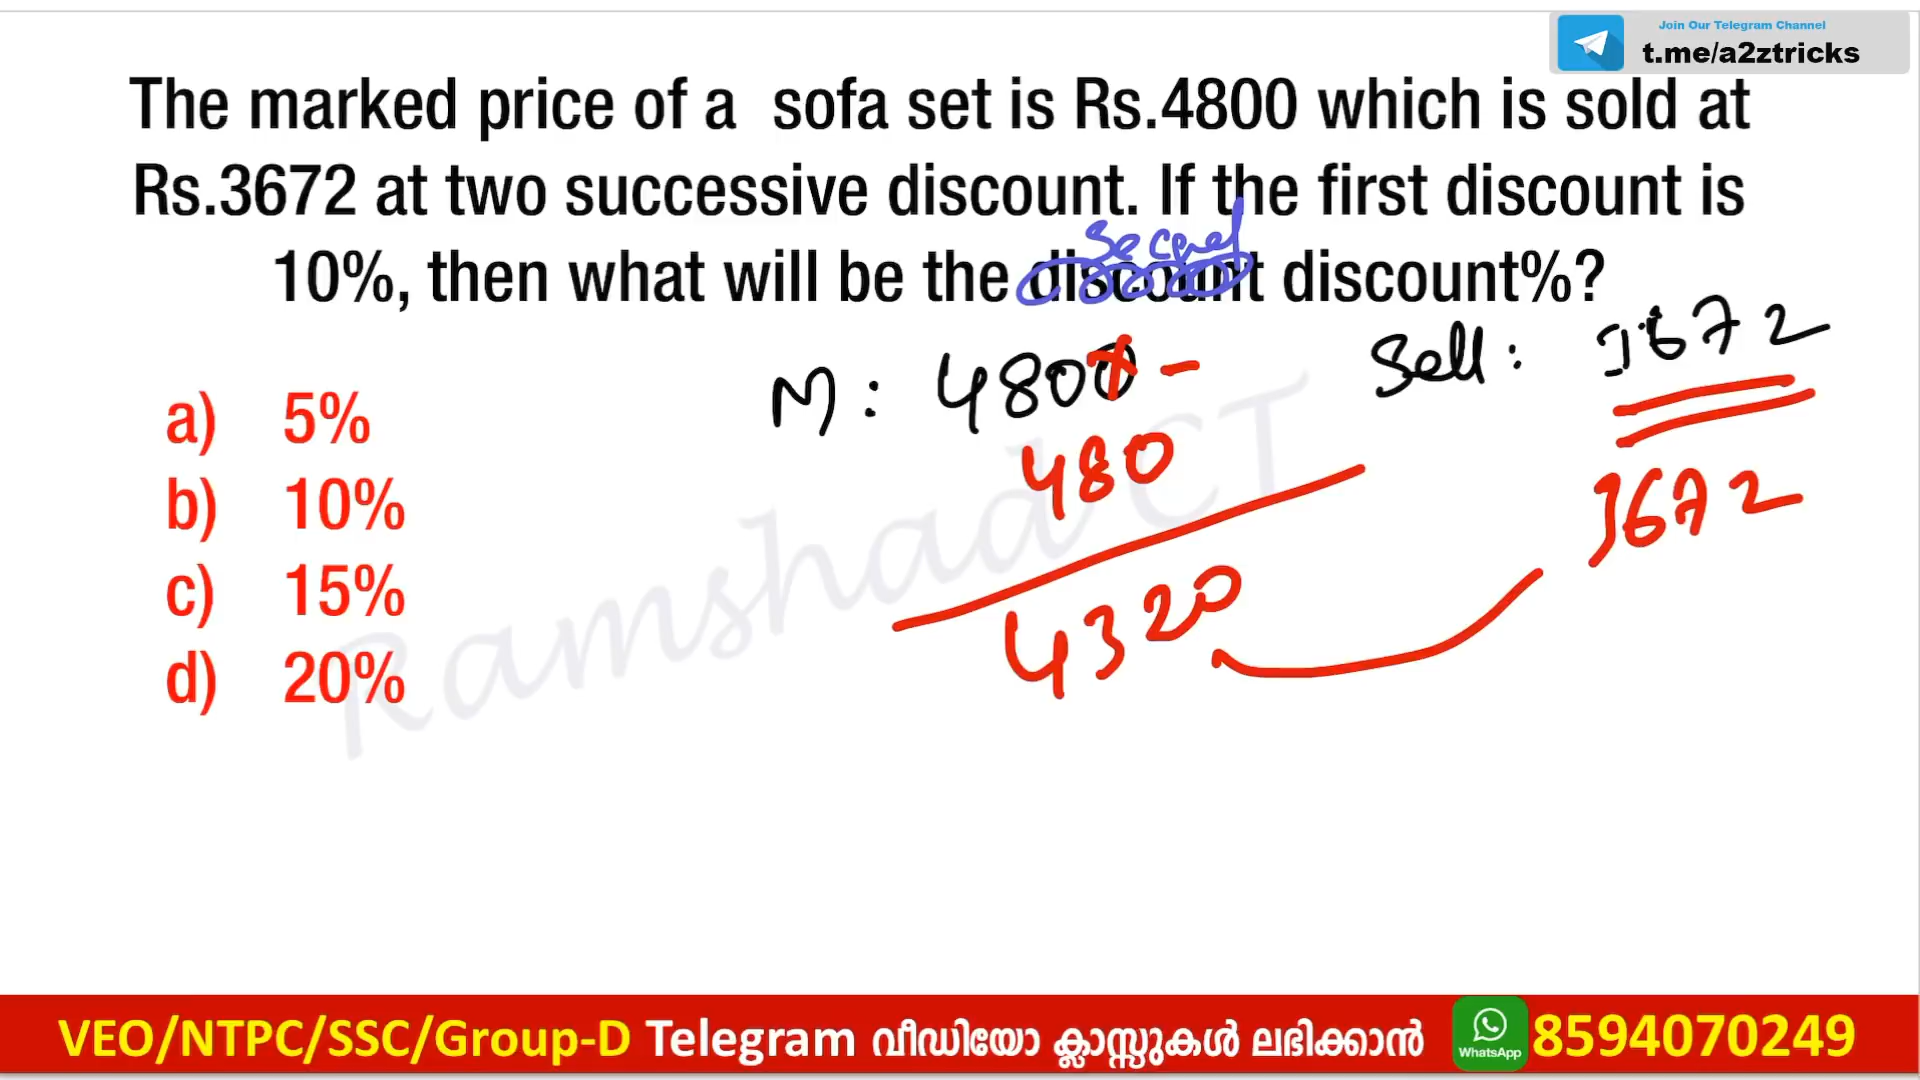 Join Our Telegram Channel
t.me/a2ztricks
The marked price of a sofa set is Rs.4800 which is sold at
Rs.3672 at two successive discount. If the first discount is
second
10%, then what will be the discount discount%?
M : 4800 -
Sell : 3672
a) 5%
480
3672
b) 10%
c) 15%
4320
d) 20%
Ramshad CT
VEO/NTPC/SSC/Group-D Telegram വീഡിയോ ക്ലാസ്സുകൾ ലഭിക്കാൻ WhatsApp 8594070249